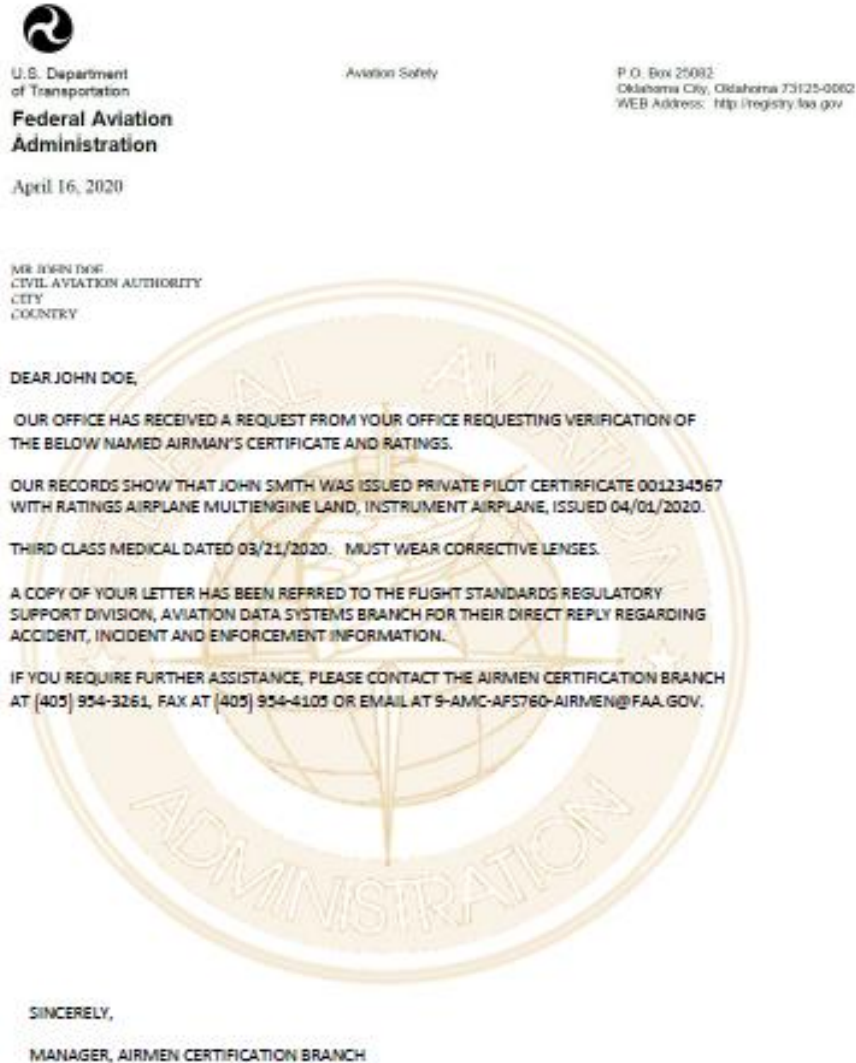 U.S. Department
of Transportation
Federal Aviation
Administration
Aviation Safety
P.O. Box 25082
Oklahoma City, Oklahoma 73125-0082
WEB Address: http://registry.faa.gov
April 16, 2020
MR JOHN DOE
CIVIL AVIATION AUTHORITY
CITY
COUNTRY
DEAR JOHN DOE,
OUR OFFICE HAS RECEIVED A REQUEST FROM YOUR OFFICE REQUESTING VERIFICATION OF
THE BELOW NAMED AIRMAN'S CERTIFICATE AND RATINGS.
OUR RECORDS SHOW THAT JOHN SMITH WAS ISSUED PRIVATE PILOT CERTIRFICATE 001234567
WITH RATINGS AIRPLANE MULTIENGINE LAND, INSTRUMENT AIRPLANE, ISSUED 04/01/2020.
THIRD CLASS MEDICAL DATED 03/21/2020. MUST WEAR CORRECTIVE LENSES.
A COPY OF YOUR LETTER HAS BEEN REFRRED TO THE FLIGHT STANDARDS REGULATORY
SUPPORT DIVISION, AVIATION DATA SYSTEMS BRANCH FOR THEIR DIRECT REPLY REGARDING
ACCIDENT, INCIDENT AND ENFORCEMENT INFORMATION.
IF YOU REQUIRE FURTHER ASSISTANCE, PLEASE CONTACT THE AIRMEN CERTIFICATION BRANCH
AT (405) 954-3261, FAX AT (405) 954-4105 OR EMAIL AT 9-AMC-AFS760-AIRMEN@FAA.GOV.
FEDERAL AVIATION
ADMINISTRATION
SINCERELY,
MANAGER, AIRMEN CERTIFICATION BRANCH